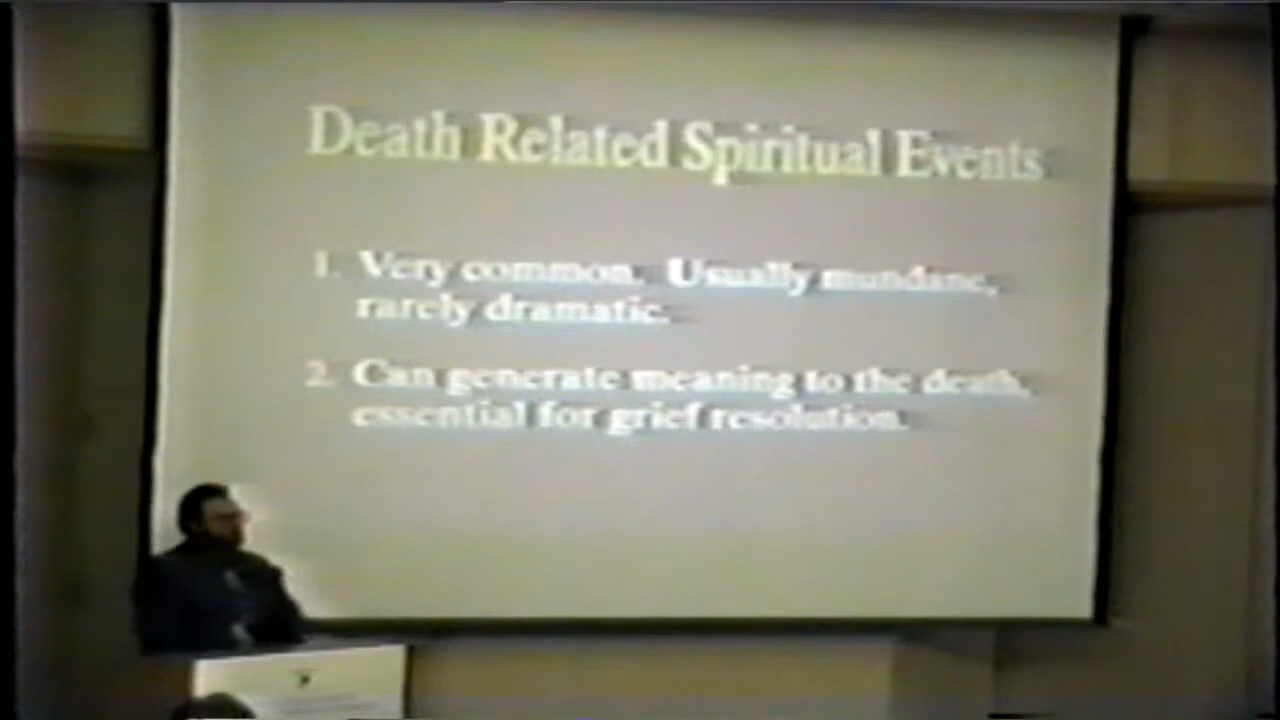 Death Related Spiritual Events
1. Very common. Usually mundane,
rarely dramatic.
2. Can generate meaning to the death,
essential for grief resolution.